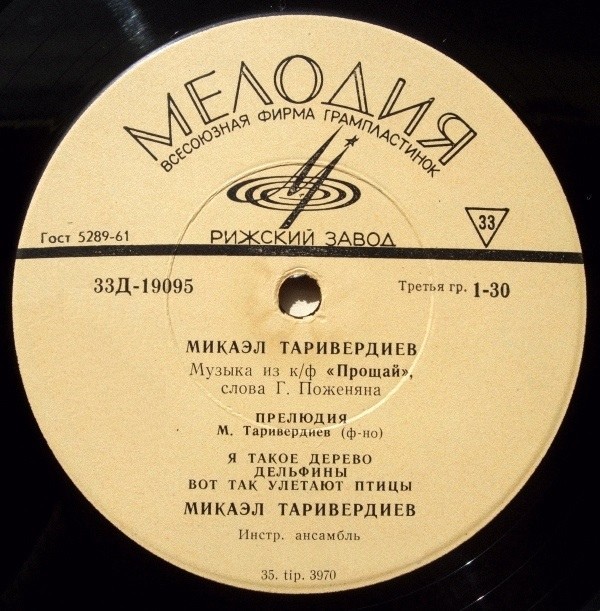 МЕЛОДИЯ
ВСЕСОЮЗНАЯ ФИРМА ГРАМПЛАСТИНОК
33
Гост 5289-61
РИЖСКИЙ ЗАВОД
33Д-19095
Третья гр. 1-30
МИКАЭЛ ТАРИВЕРДИЕВ
Музыка из к/ф «Прощай»,
слова Г. Поженяна
ПРЕЛЮДИЯ
М. Таривердиев (ф-но)
Я ТАКОЕ ДЕРЕВО
ДЕЛЬФИНЫ
ВОТ ТАК УЛЕТАЮТ ПТИЦЫ
МИКАЭЛ ТАРИВЕРДИЕВ
Инстр. ансамбль
35. tip. 3970